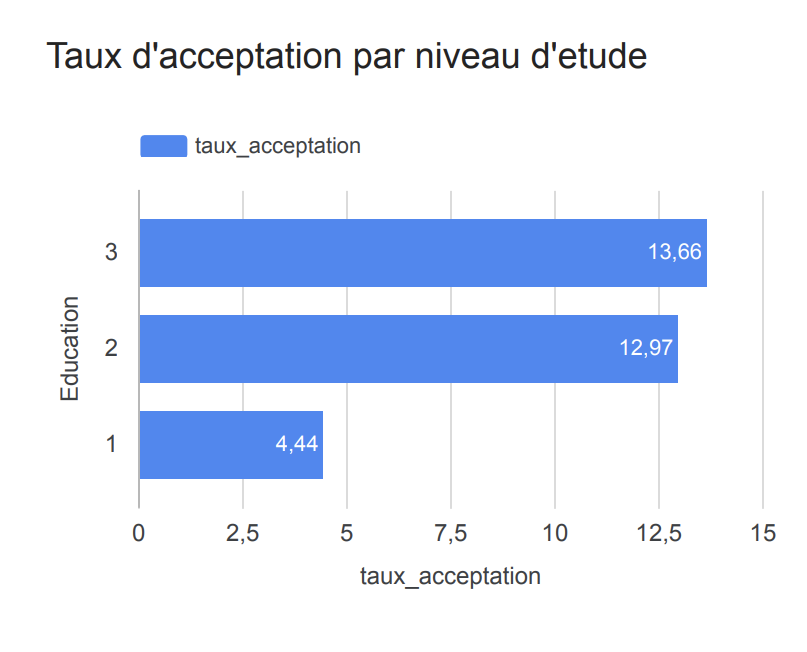 Taux d'acceptation par niveau d'etude
taux_acceptation
3
13,66
2
12,97
1
4,44
Education
0 2,5 5 7,5 10 12,5 15
taux_acceptation